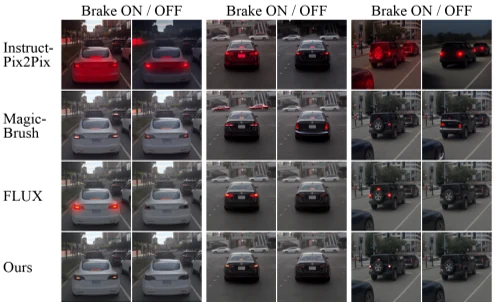 Brake ON / OFF Brake ON / OFF Brake ON / OFF
Instruct-
Pix2Pix
Magic-
Brush
FLUX
Ours